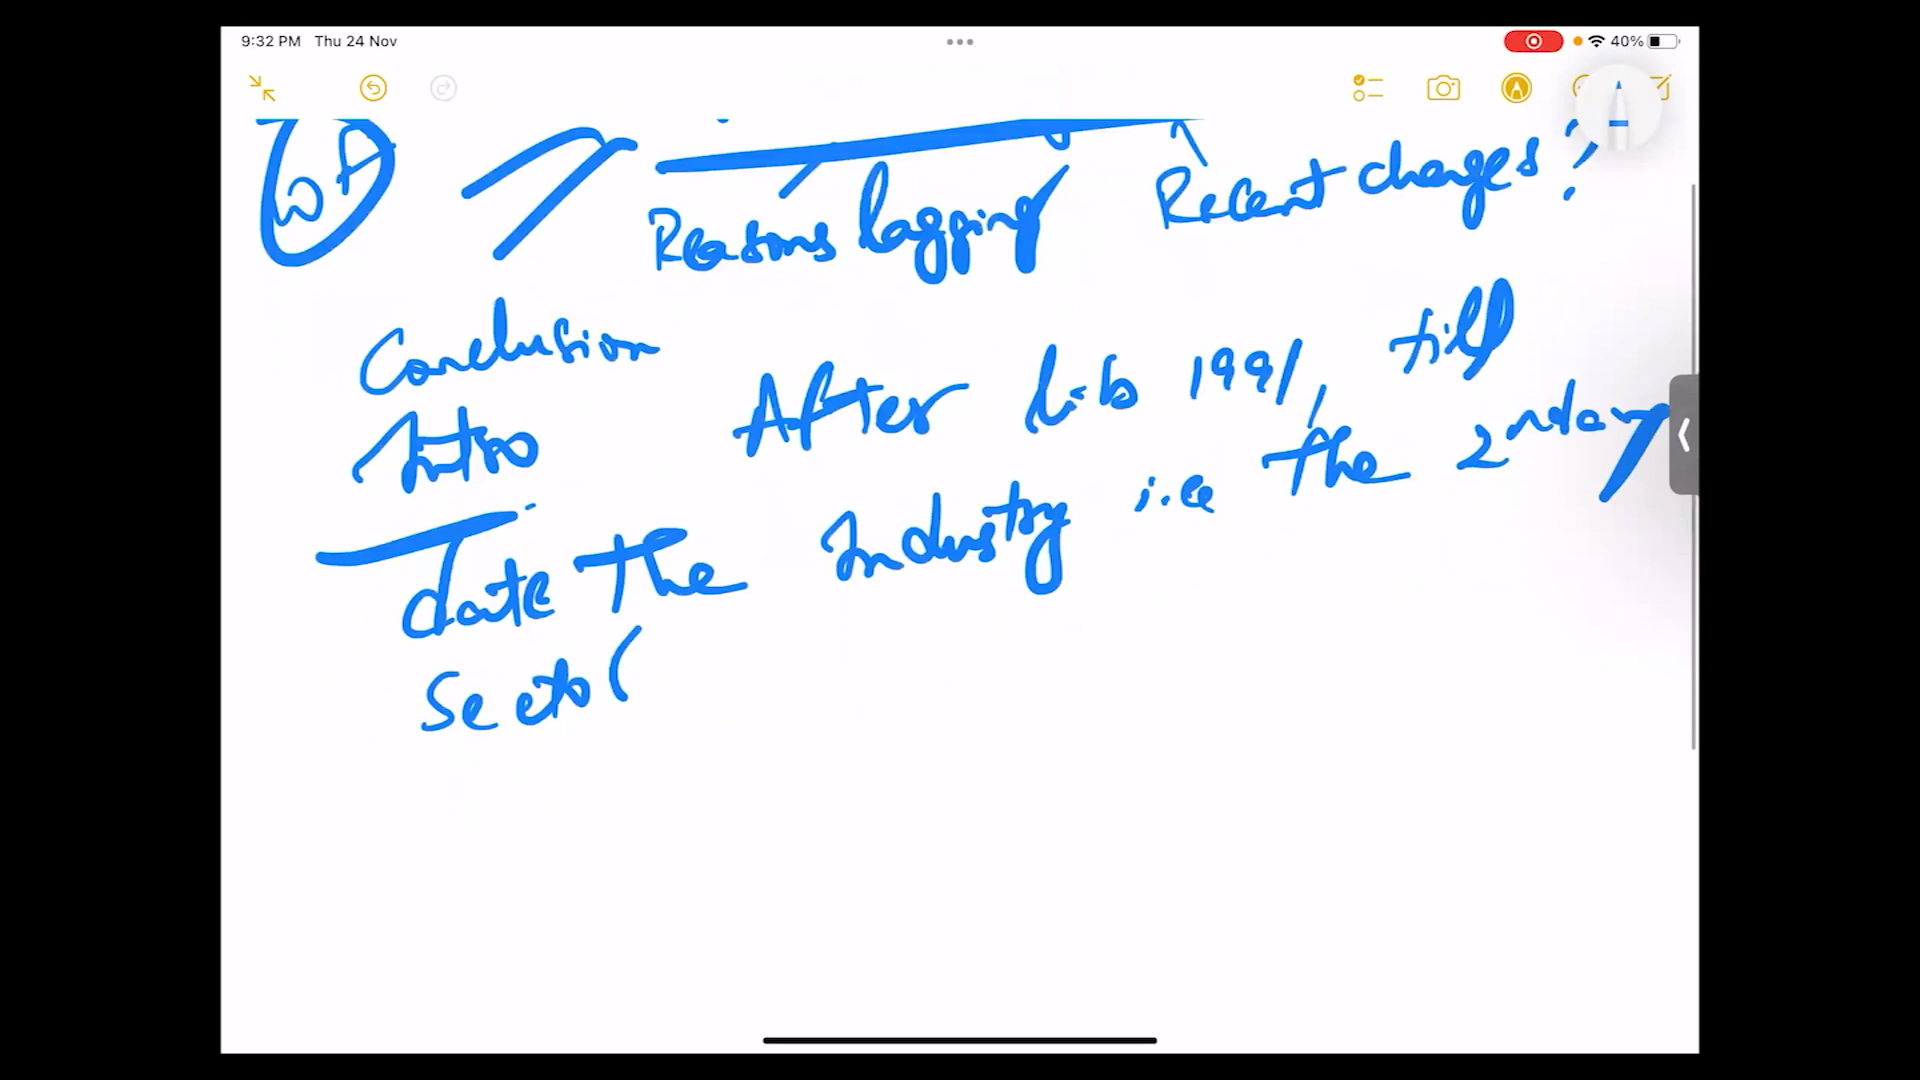 9:32 PM Thu 24 Nov
40%
WF
Reasons lagging Recent changes?
Conclusion
Intro After lib 1991, till
date the Industry i.e the 2ndary
Sector